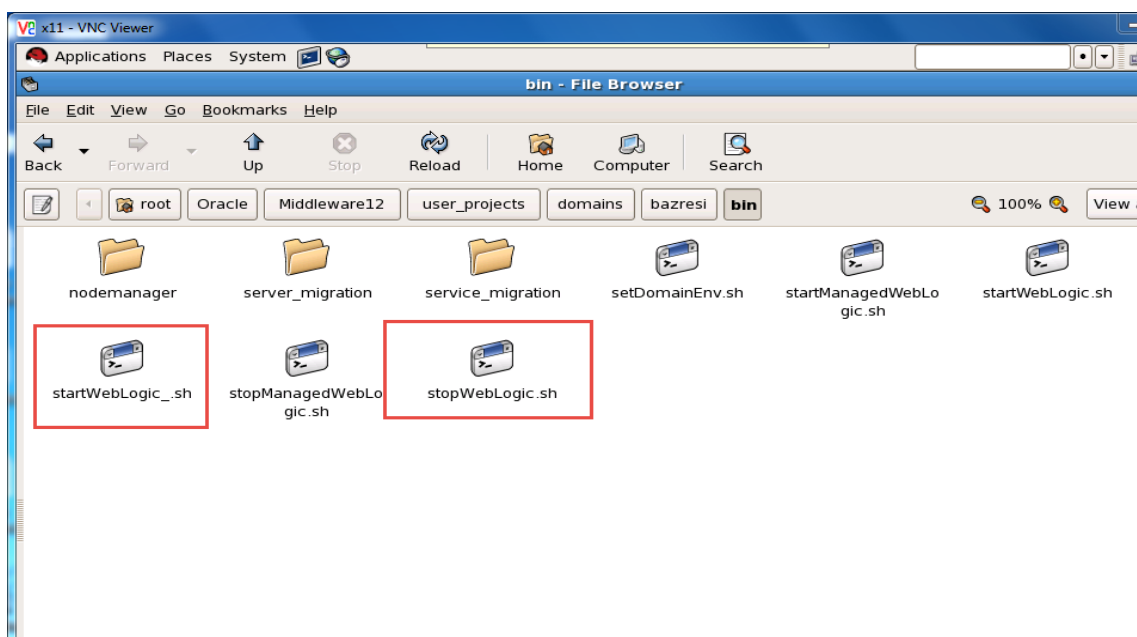 x11 - VNC Viewer
Applications Places System
bin - File Browser
File Edit View Go Bookmarks Help
Back Forward Up Stop Reload Home Computer Search
root Oracle Middleware12 user_projects domains bazresi bin 100% View
nodemanager server_migration service_migration setDomainEnv.sh startManagedWebLo startWebLogic.sh
gic.sh
startWebLogic_.sh stopManagedWebLo stopWebLogic.sh
gic.sh